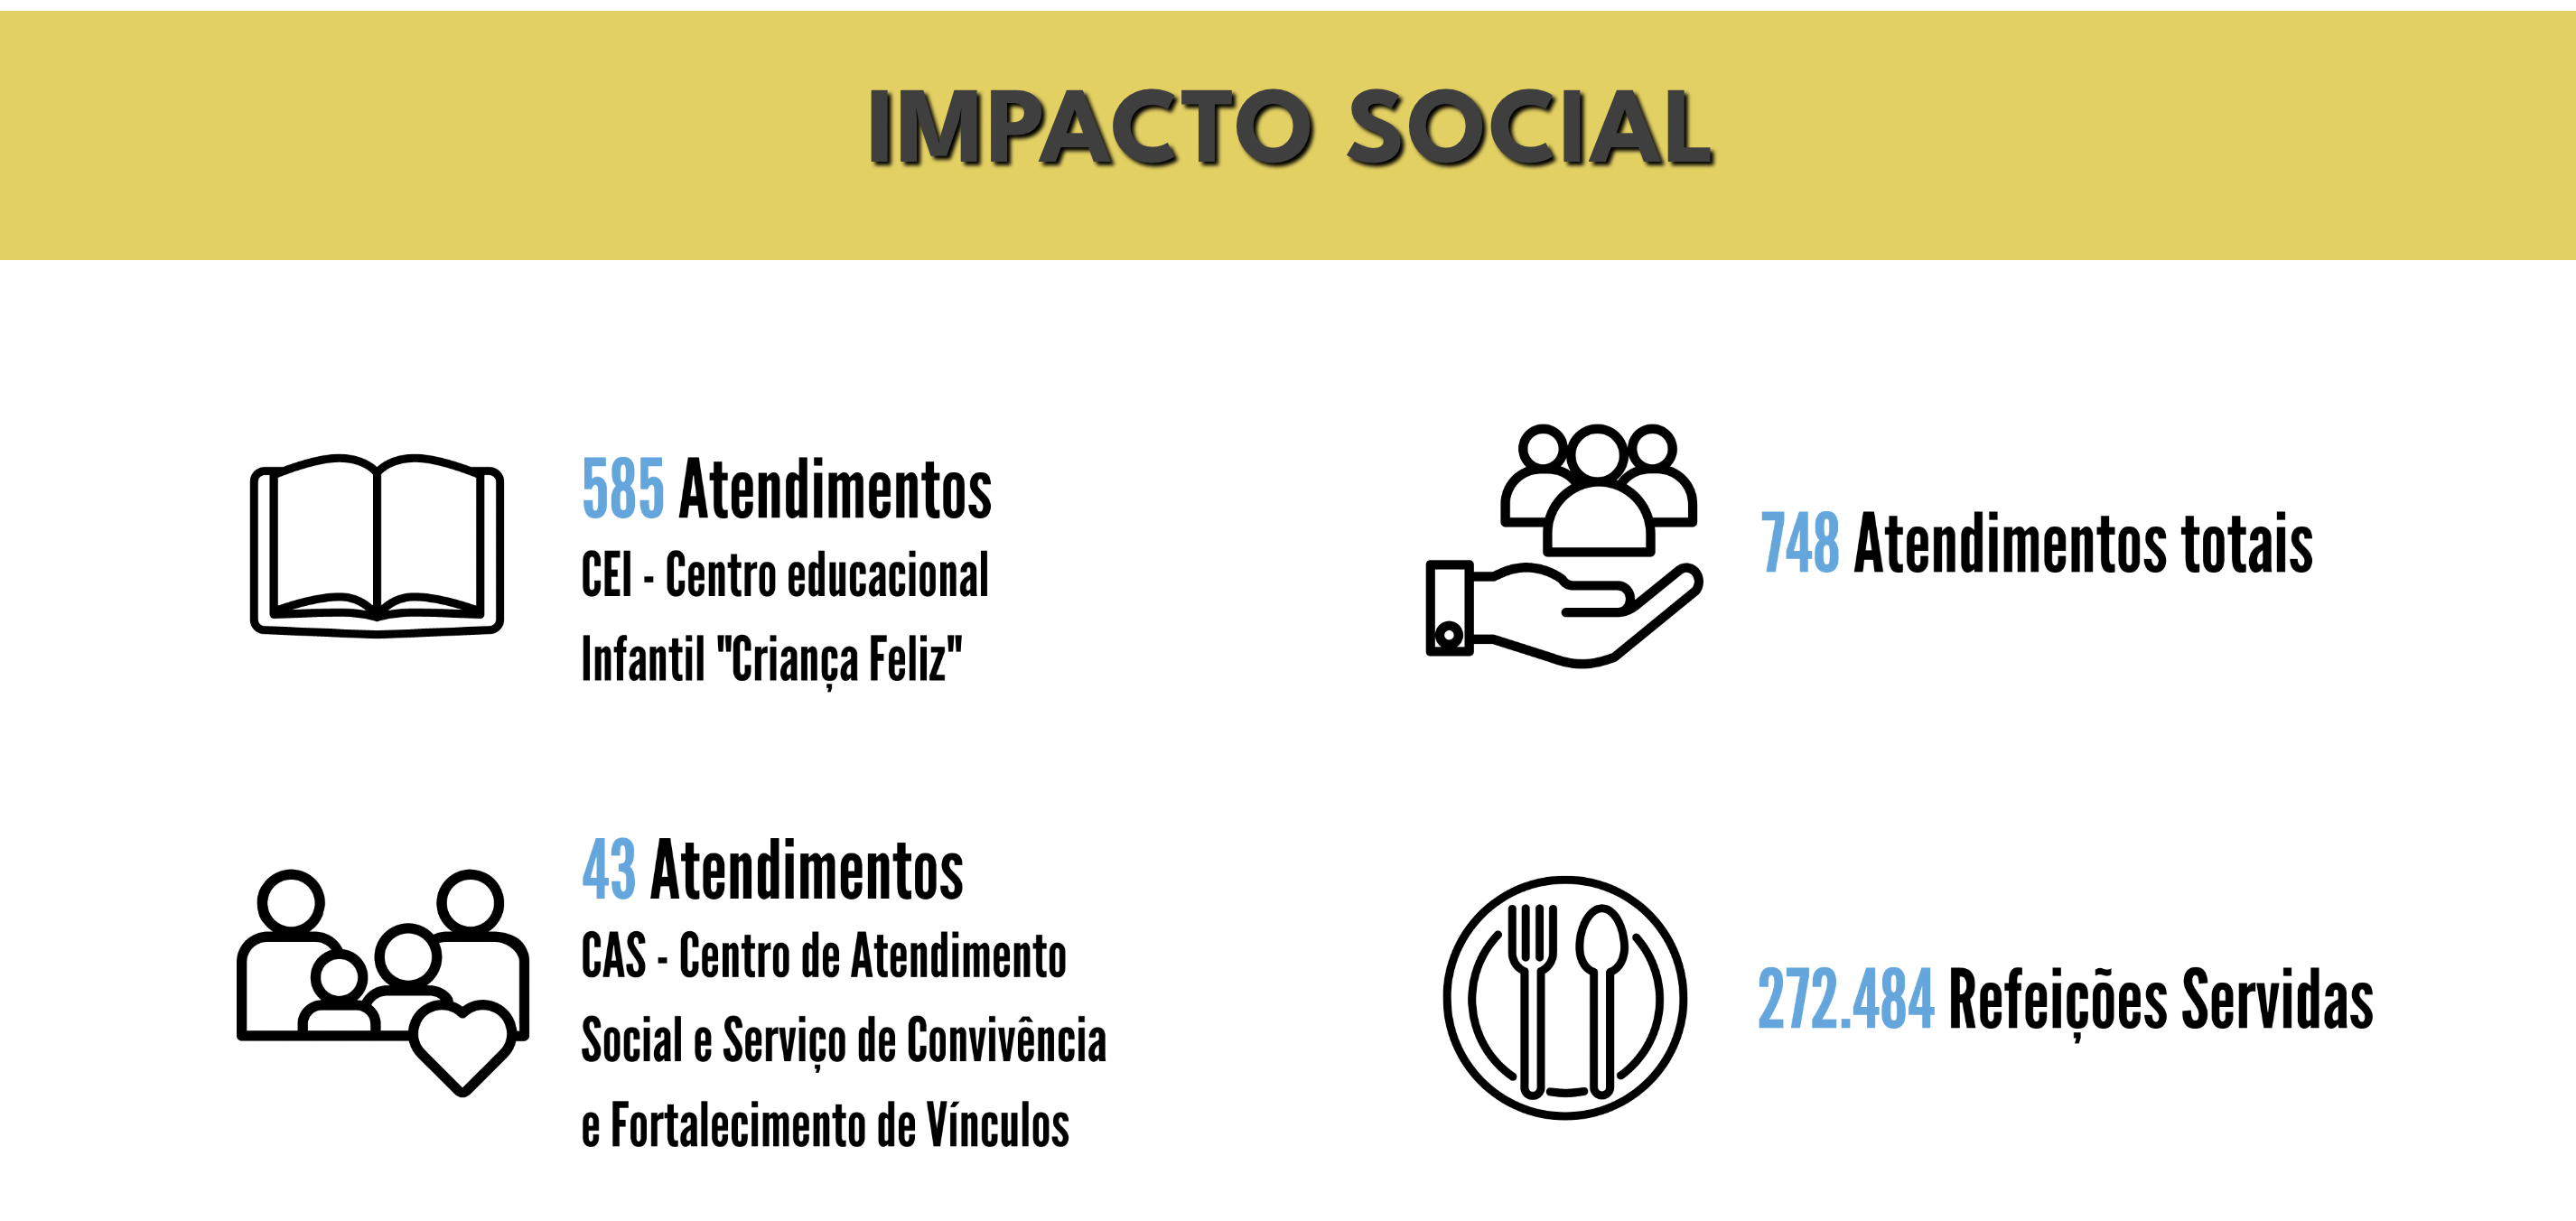 IMPACTO SOCIAL
585 Atendimentos
CEI - Centro educacional
Infantil "Criança Feliz"
748 Atendimentos totais
43 Atendimentos
CAS - Centro de Atendimento
Social e Serviço de Convivência
e Fortalecimento de Vínculos
272.484 Refeições Servidas